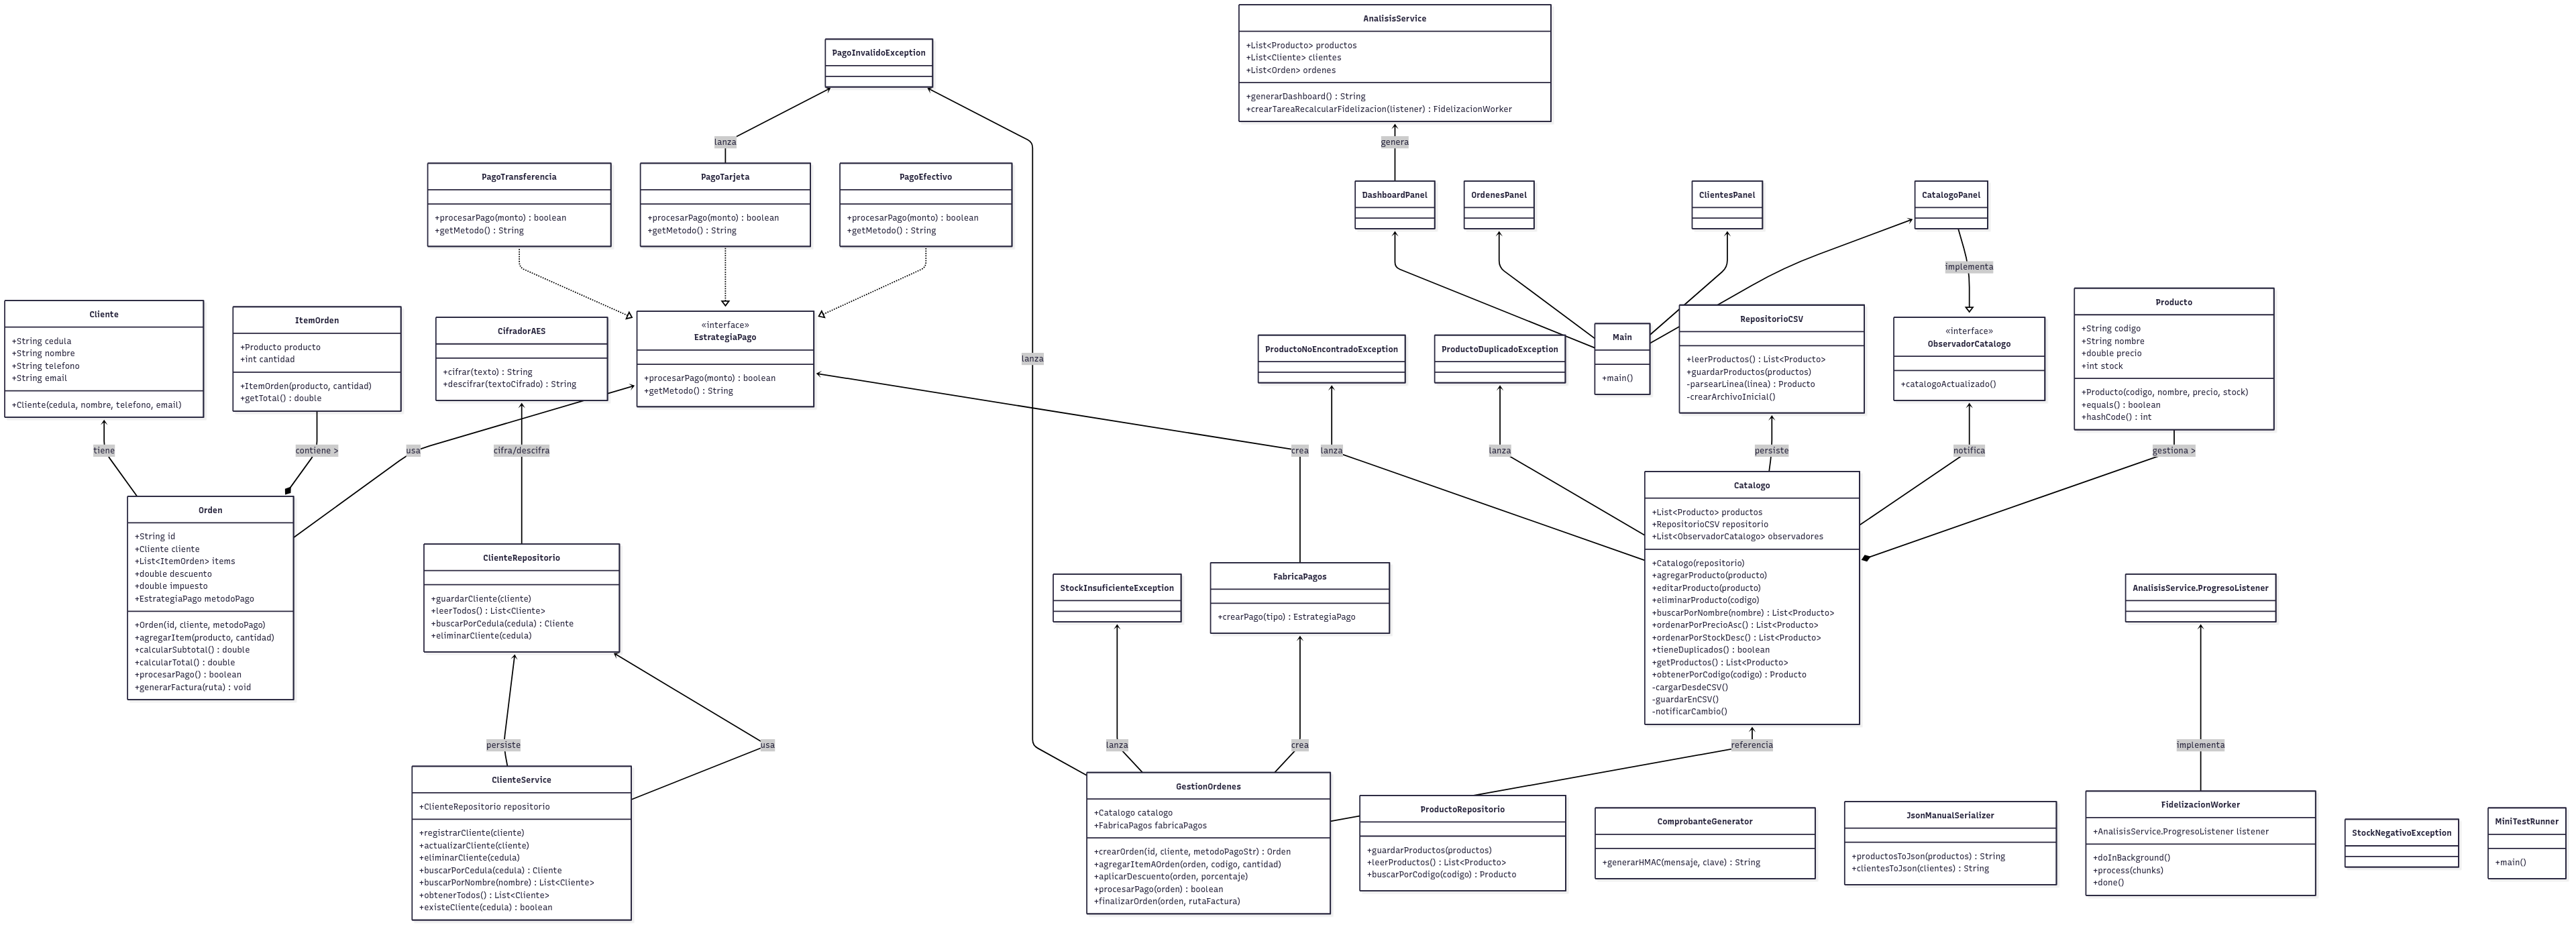 AnalisisService
+List<Producto> productos
+List<Cliente> clientes
+List<Orden> ordenes
+generarDashboard() : String
+crearTareaRecalcularFidelizacion(listener) : FidelizacionWorker
PagoInvalidoException
lanza
genera
PagoTransferencia
+procesarPago(monto) : boolean
+getMetodo() : String
PagoTarjeta
+procesarPago(monto) : boolean
+getMetodo() : String
PagoEfectivo
+procesarPago(monto) : boolean
+getMetodo() : String
DashboardPanel
OrdenesPanel
ClientesPanel
CatalogoPanel
implementa
Cliente
+String cedula
+String nombre
+String telefono
+String email
+Cliente(cedula, nombre, telefono, email)
ItemOrden
+Producto producto
+int cantidad
+ItemOrden(producto, cantidad)
+getTotal() : double
CifradorAES
+cifrar(texto) : String
+descifrar(textoCifrado) : String
«interface»
EstrategiaPago
+procesarPago(monto) : boolean
+getMetodo() : String
lanza
ProductoNoEncontradoException
ProductoDuplicadoException
Main
+main()
RepositorioCSV
+leerProductos() : List<Producto>
+guardarProductos(productos)
-parsearLinea(linea) : Producto
-crearArchivoInicial()
«interface»
ObservadorCatalogo
+catalogoActualizado()
Producto
+String codigo
+String nombre
+double precio
+int stock
+Producto(codigo, nombre, precio, stock)
+equals() : boolean
+hashCode() : int
tiene
contiene >
usa
cifra/descifra
crea
lanza
lanza
persiste
notifica
gestiona >
Orden
+String id
+Cliente cliente
+List<ItemOrden> items
+double descuento
+double impuesto
+EstrategiaPago metodoPago
+Orden(id, cliente, metodoPago)
+agregarItem(producto, cantidad)
+calcularSubtotal() : double
+calcularTotal() : double
+procesarPago() : boolean
+generarFactura(ruta) : void
ClienteRepositorio
+guardarCliente(cliente)
+leerTodos() : List<Cliente>
+buscarPorCedula(cedula) : Cliente
+eliminarCliente(cedula)
StockInsuficienteException
FabricaPagos
+crearPago(tipo) : EstrategiaPago
Catalogo
+List<Producto> productos
+RepositorioCSV repositorio
+List<ObservadorCatalogo> observadores
+Catalogo(repositorio)
+agregarProducto(producto)
+editarProducto(producto)
+eliminarProducto(codigo)
+buscarPorNombre(nombre) : List<Producto>
+ordenarPorPrecioAsc() : List<Producto>
+ordenarPorStockDesc() : List<Producto>
+tieneDuplicados() : boolean
+getProductos() : List<Producto>
+obtenerPorCodigo(codigo) : Producto
-cargarDesdeCSV()
-guardarEnCSV()
-notificarCambio()
AnalisisService.ProgresoListener
persiste
usa
lanza
crea
referencia
implementa
ClienteService
+ClienteRepositorio repositorio
+registrarCliente(cliente)
+actualizarCliente(cliente)
+eliminarCliente(cedula)
+buscarPorCedula(cedula) : Cliente
+buscarPorNombre(nombre) : List<Cliente>
+obtenerTodos() : List<Cliente>
+existeCliente(cedula) : boolean
GestionOrdenes
+Catalogo catalogo
+FabricaPagos fabricaPagos
+crearOrden(id, cliente, metodoPagoStr) : Orden
+agregarItemAOrden(orden, codigo, cantidad)
+aplicarDescuento(orden, porcentaje)
+procesarPago(orden) : boolean
+finalizarOrden(orden, rutaFactura)
ProductoRepositorio
+guardarProductos(productos)
+leerProductos() : List<Producto>
+buscarPorCodigo(codigo) : Producto
ComprobanteGenerator
+generarHMAC(mensaje, clave) : String
JsonManualSerializer
+productosToJson(productos) : String
+clientesToJson(clientes) : String
FidelizacionWorker
+AnalisisService.ProgresoListener listener
+doInBackground()
+process(chunks)
+done()
StockNegativoException
MiniTestRunner
+main()